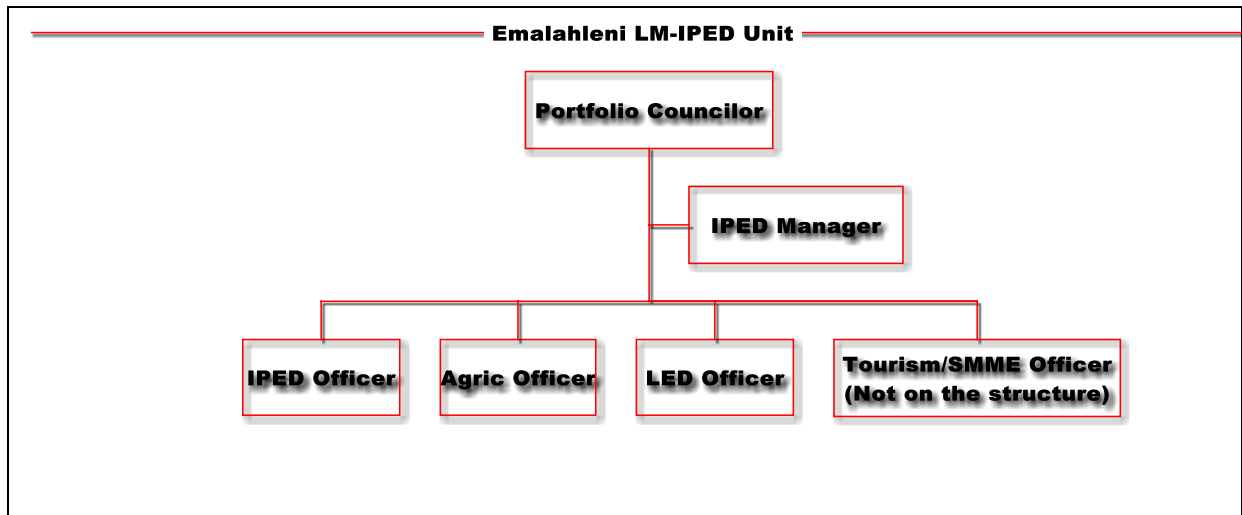 Emalahleni LM-IPED Unit
Portfolio Councilor
IPED Manager
IPED Officer
Agric Officer
LED Officer
Tourism/SMME Officer
(Not on the structure)